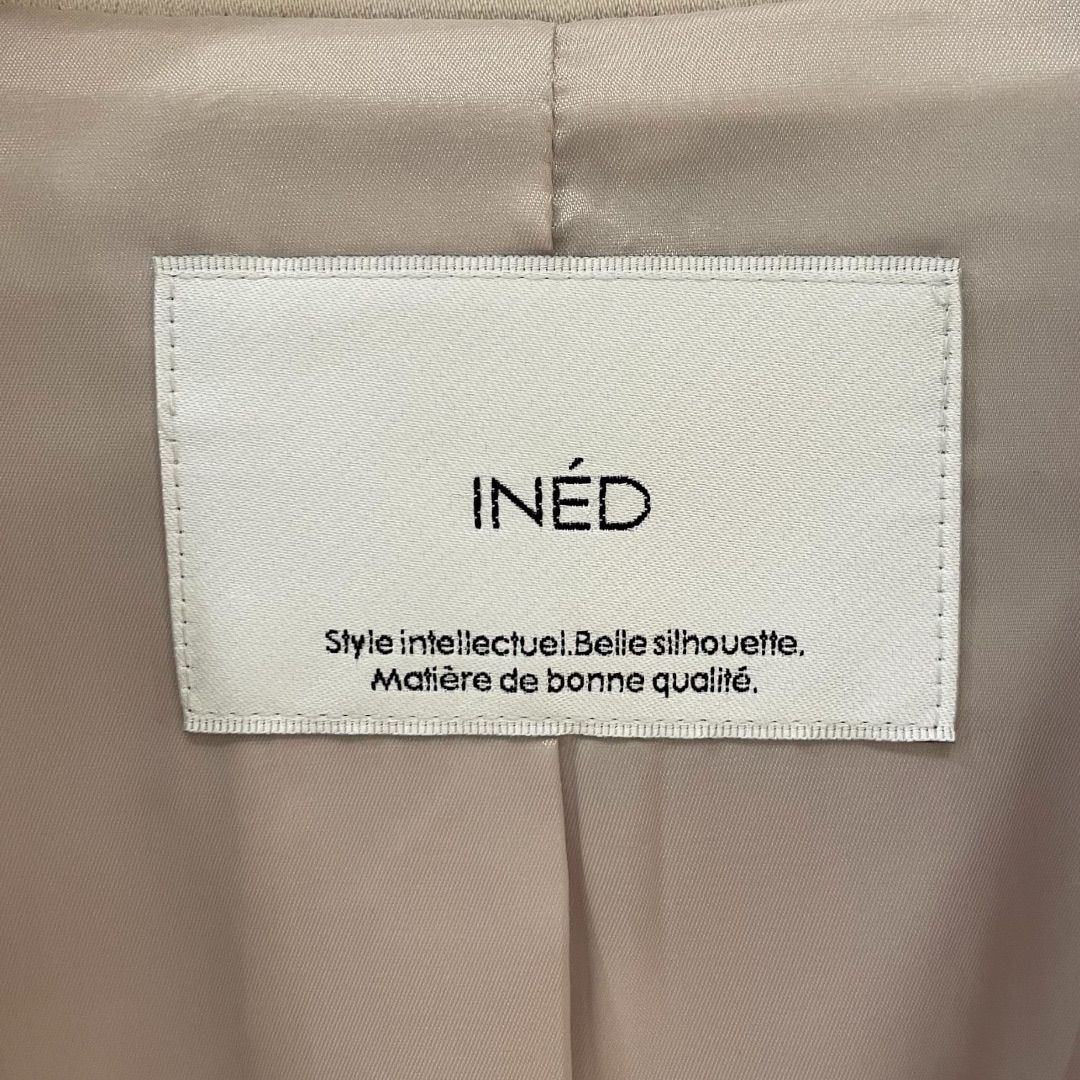 INÉD
Style intellectuel.Belle silhouette.
Matière de bonne qualité.